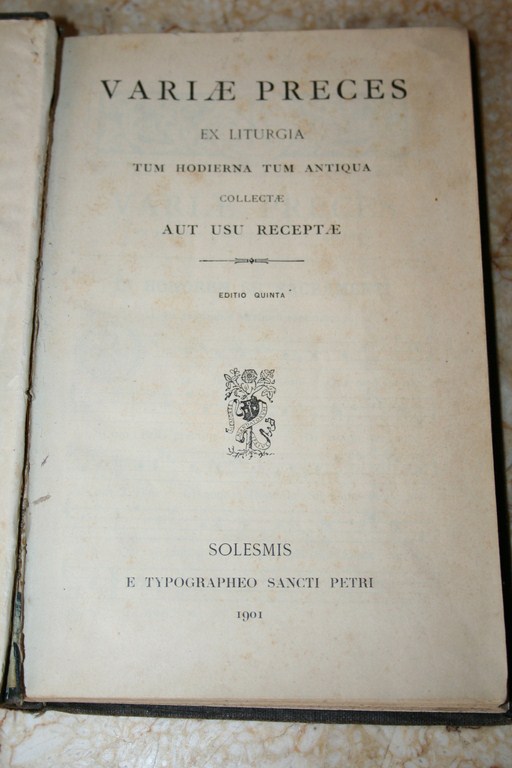 VARIÆ PRECES
EX LITURGIA
TUM HODIERNA TUM ANTIQUA
COLLECTÆ
AUT USU RECEPTÆ
EDITIO QUINTA
SOLESMIS
E TYPOGRAPHEO SANCTI PETRI
1901